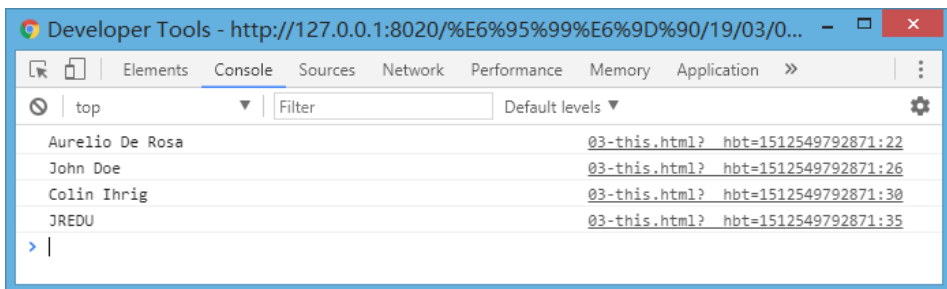 Developer Tools - http://127.0.0.1:8020/%E6%95%99%E6%9D%90/19/03/0...
Elements Console Sources Network Performance Memory Application »
top ▼ Filter Default levels ▼
Aurelio De Rosa 03-this.html?__hbt=1512549792871:22
John Doe 03-this.html?__hbt=1512549792871:26
Colin Ihrig 03-this.html?__hbt=1512549792871:30
JREDU 03-this.html?__hbt=1512549792871:35
>